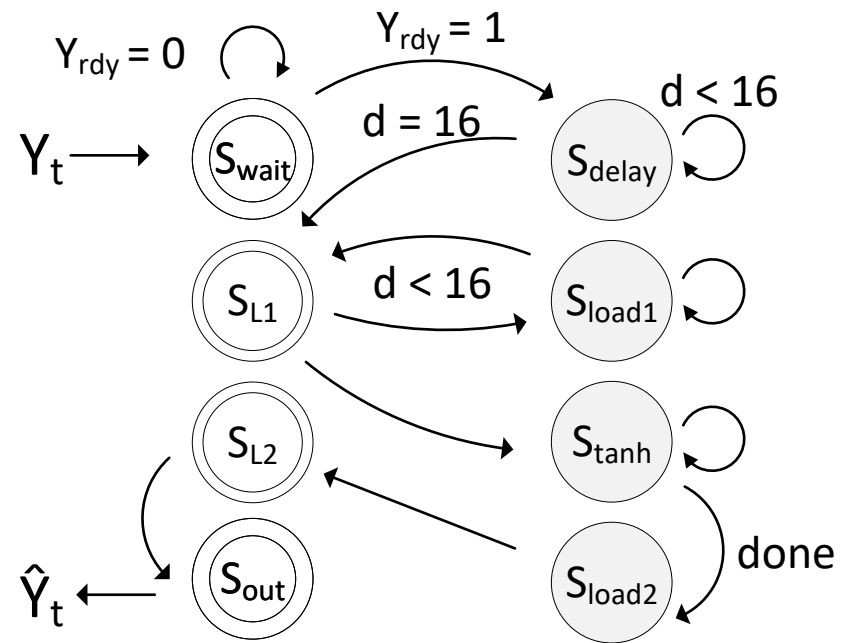 Y_rdy = 0
Y_rdy = 1
d < 16
d = 16
Y_t
S_wait
S_delay
d < 16
S_L1
S_load1
S_L2
S_tanh
done
Ŷ_t
S_out
S_load2